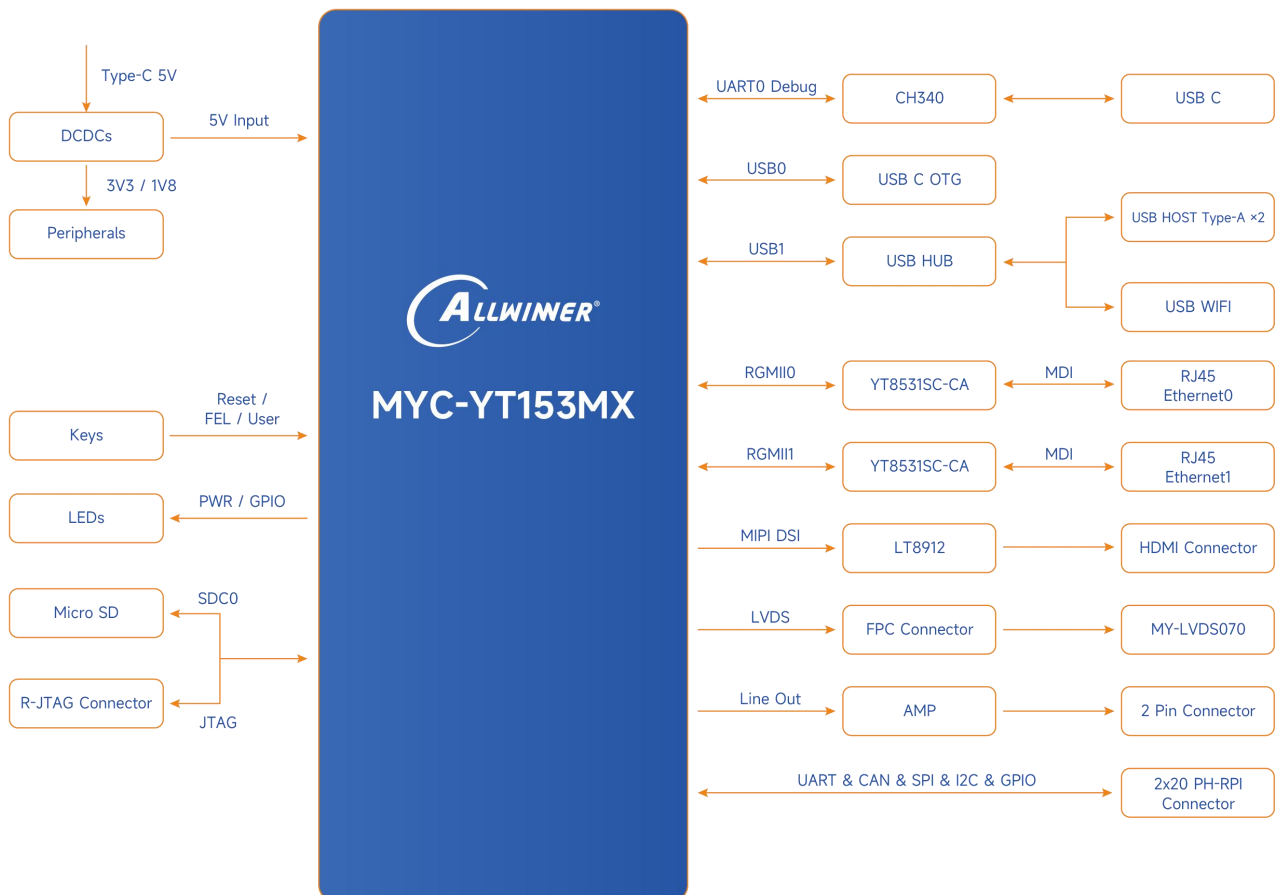 Type-C 5V
DCDCs
5V Input
3V3 / 1V8
Peripherals
Keys
Reset /
FEL / User
LEDs
PWR / GPIO
Micro SD
SDC0
R-JTAG Connector
JTAG
ALLWINNER®
MYC-YT153MX
UART0 Debug
CH340
USB C
USB0
USB C OTG
USB1
USB HUB
USB HOST Type-A ×2
USB WIFI
RGMII0
YT8531SC-CA
MDI
RJ45
Ethernet0
RGMII1
YT8531SC-CA
MDI
RJ45
Ethernet1
MIPI DSI
LT8912
HDMI Connector
LVDS
FPC Connector
MY-LVDS070
Line Out
AMP
2 Pin Connector
UART & CAN & SPI & I2C & GPIO
2x20 PH-RPI
Connector